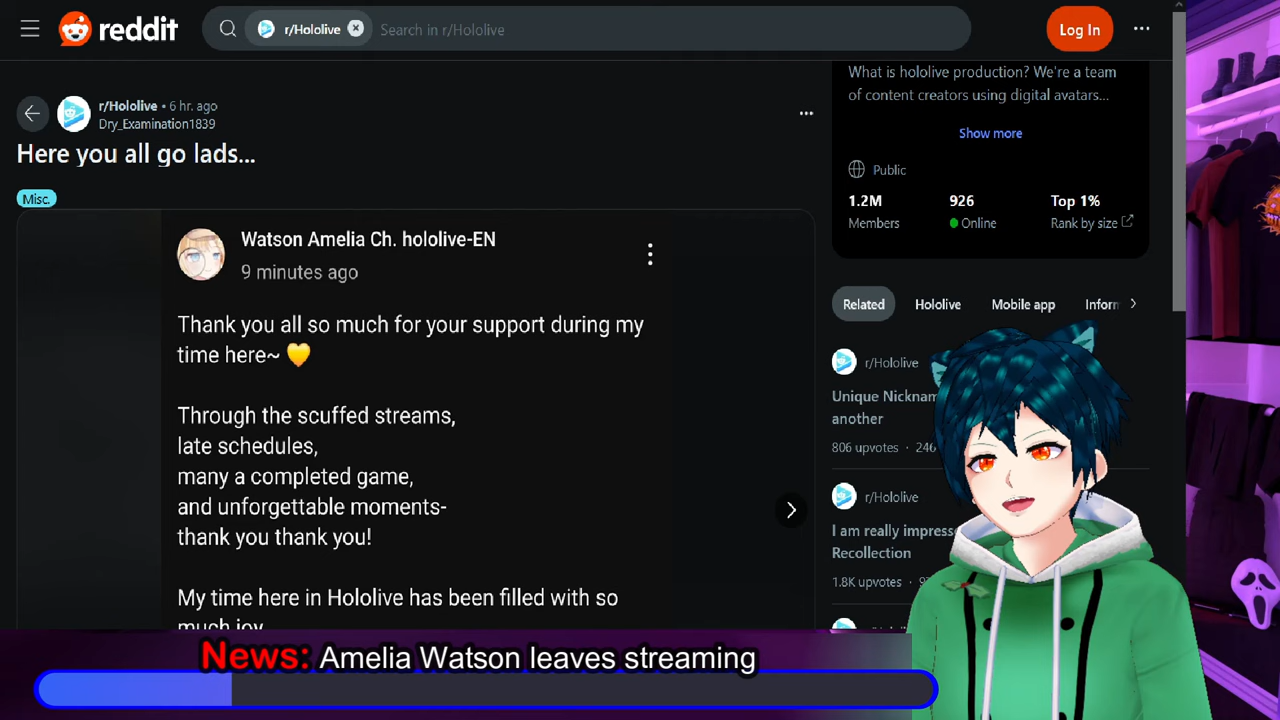 reddit
r/Hololive
Search in r/Hololive
Log In
r/Hololive • 6 hr. ago
Dry_Examination1839
Here you all go lads...
Misc.
Watson Amelia Ch. hololive-EN
9 minutes ago
Thank you all so much for your support during my
time here~ 💛
Through the scuffed streams,
late schedules,
many a completed game,
and unforgettable moments-
thank you thank you!
My time here in Hololive has been filled with so
much joy
What is hololive production? We're a team
of content creators using digital avatars...
Show more
Public
1.2M 926 Top 1%
Members Online Rank by size
Related Hololive Mobile app Inform
r/Hololive
Unique Nicknam
another
806 upvotes · 246
r/Hololive
I am really impress
Recollection
1.8K upvotes
News: Amelia Watson leaves streaming